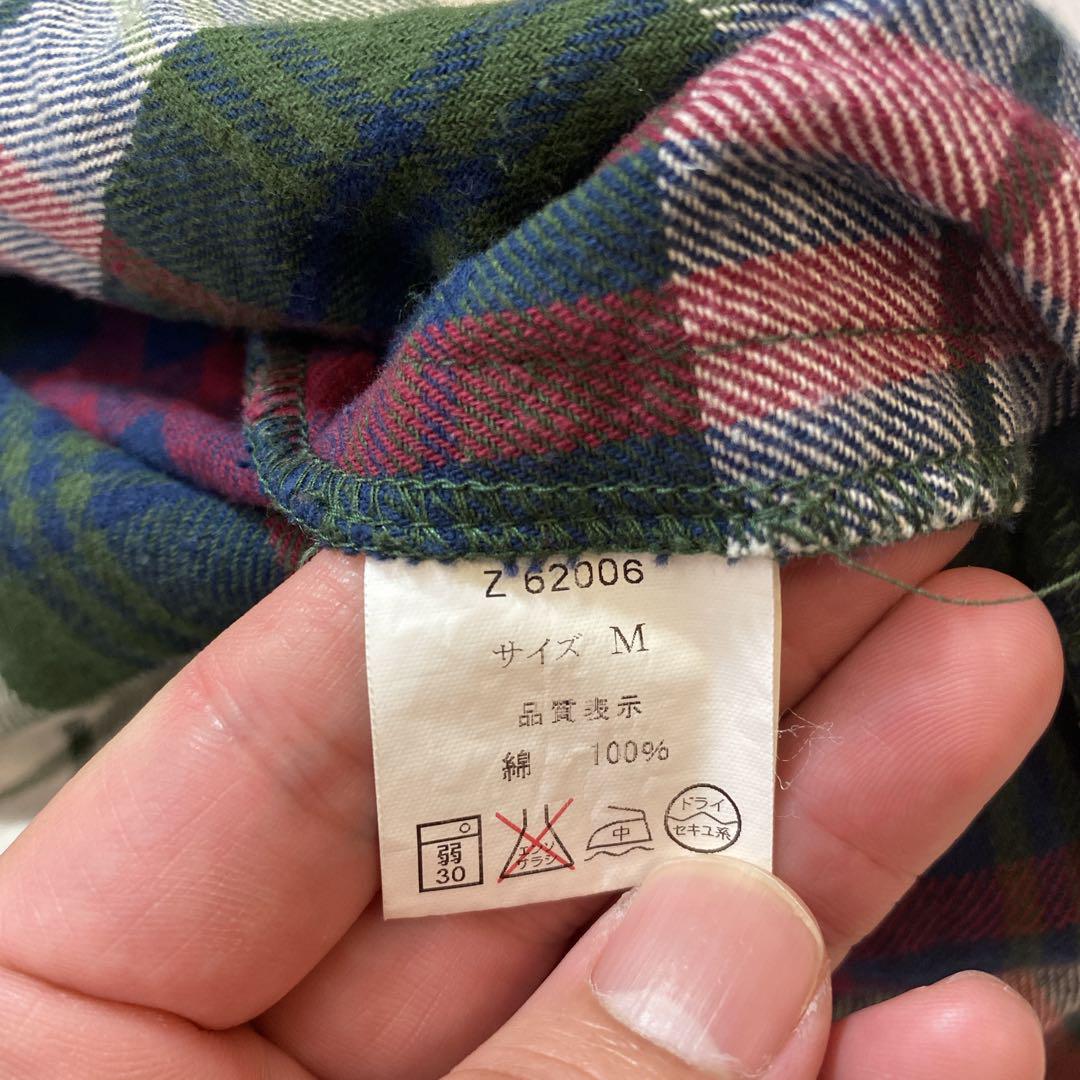 Z 62006
サイズ M
品質表示
綿 100%
弱
30
エンソ
サラシ
中
ドライ
セキユ系